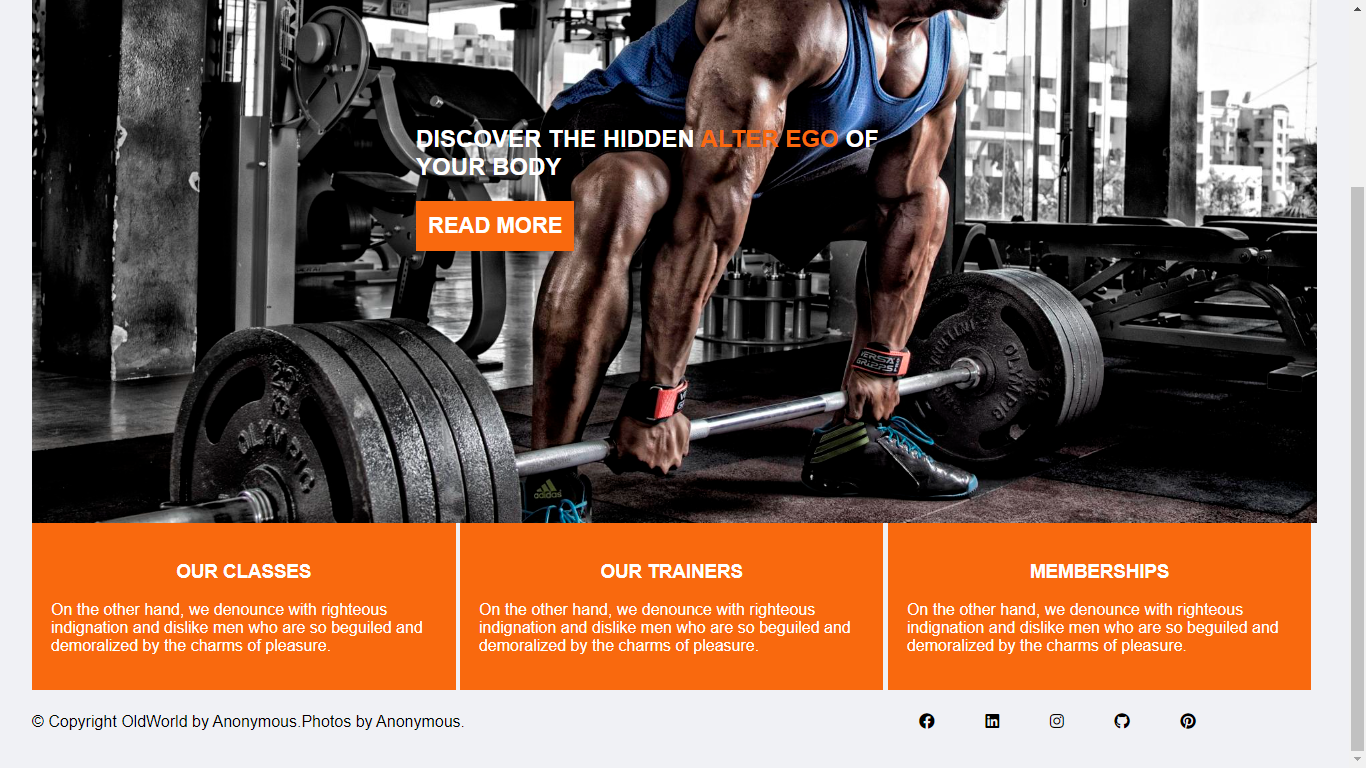 DISCOVER THE HIDDEN ALTER EGO OF
YOUR BODY
READ MORE
OLYMPIC
OLYMPIC
adidas
OUR CLASSES
On the other hand, we denounce with righteous
indignation and dislike men who are so beguiled and
demoralized by the charms of pleasure.
OUR TRAINERS
On the other hand, we denounce with righteous
indignation and dislike men who are so beguiled and
demoralized by the charms of pleasure.
MEMBERSHIPS
On the other hand, we denounce with righteous
indignation and dislike men who are so beguiled and
demoralized by the charms of pleasure.
© Copyright OldWorld by Anonymous.Photos by Anonymous.